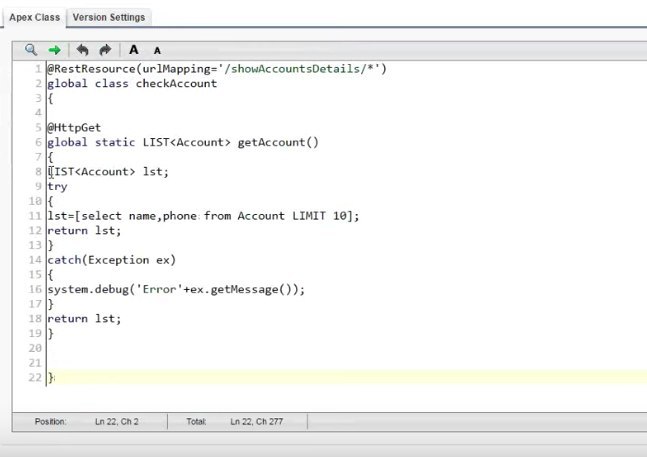 Apex Class Version Settings
A A
1 @RestResource(urlMapping='/showAccountsDetails/*')
2 global class checkAccount
3 {
4
5 @HttpGet
6 global static LIST<Account> getAccount()
7 {
8 LIST<Account> lst;
9 try
10 {
11 lst=[select name,phone from Account LIMIT 10];
12 return lst;
13 }
14 catch(Exception ex)
15 {
16 system.debug('Error'+ex.getMessage());
17 }
18 return lst;
19 }
20
21
22 }
Position: Ln 22, Ch 2 Total: Ln 22, Ch 277